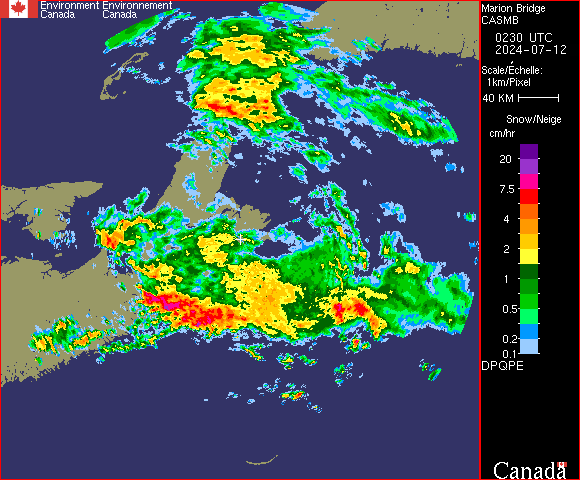 Environment Environnement
Canada Canada
Marion Bridge
CASMB
0230 UTC
2024-07-12
Scale/Echelle:
1km/Pixel
40 KM
Snow/Neige
cm/hr
20
7.5
4
2
1
0.5
0.2
0.1
DPQPE
Canada